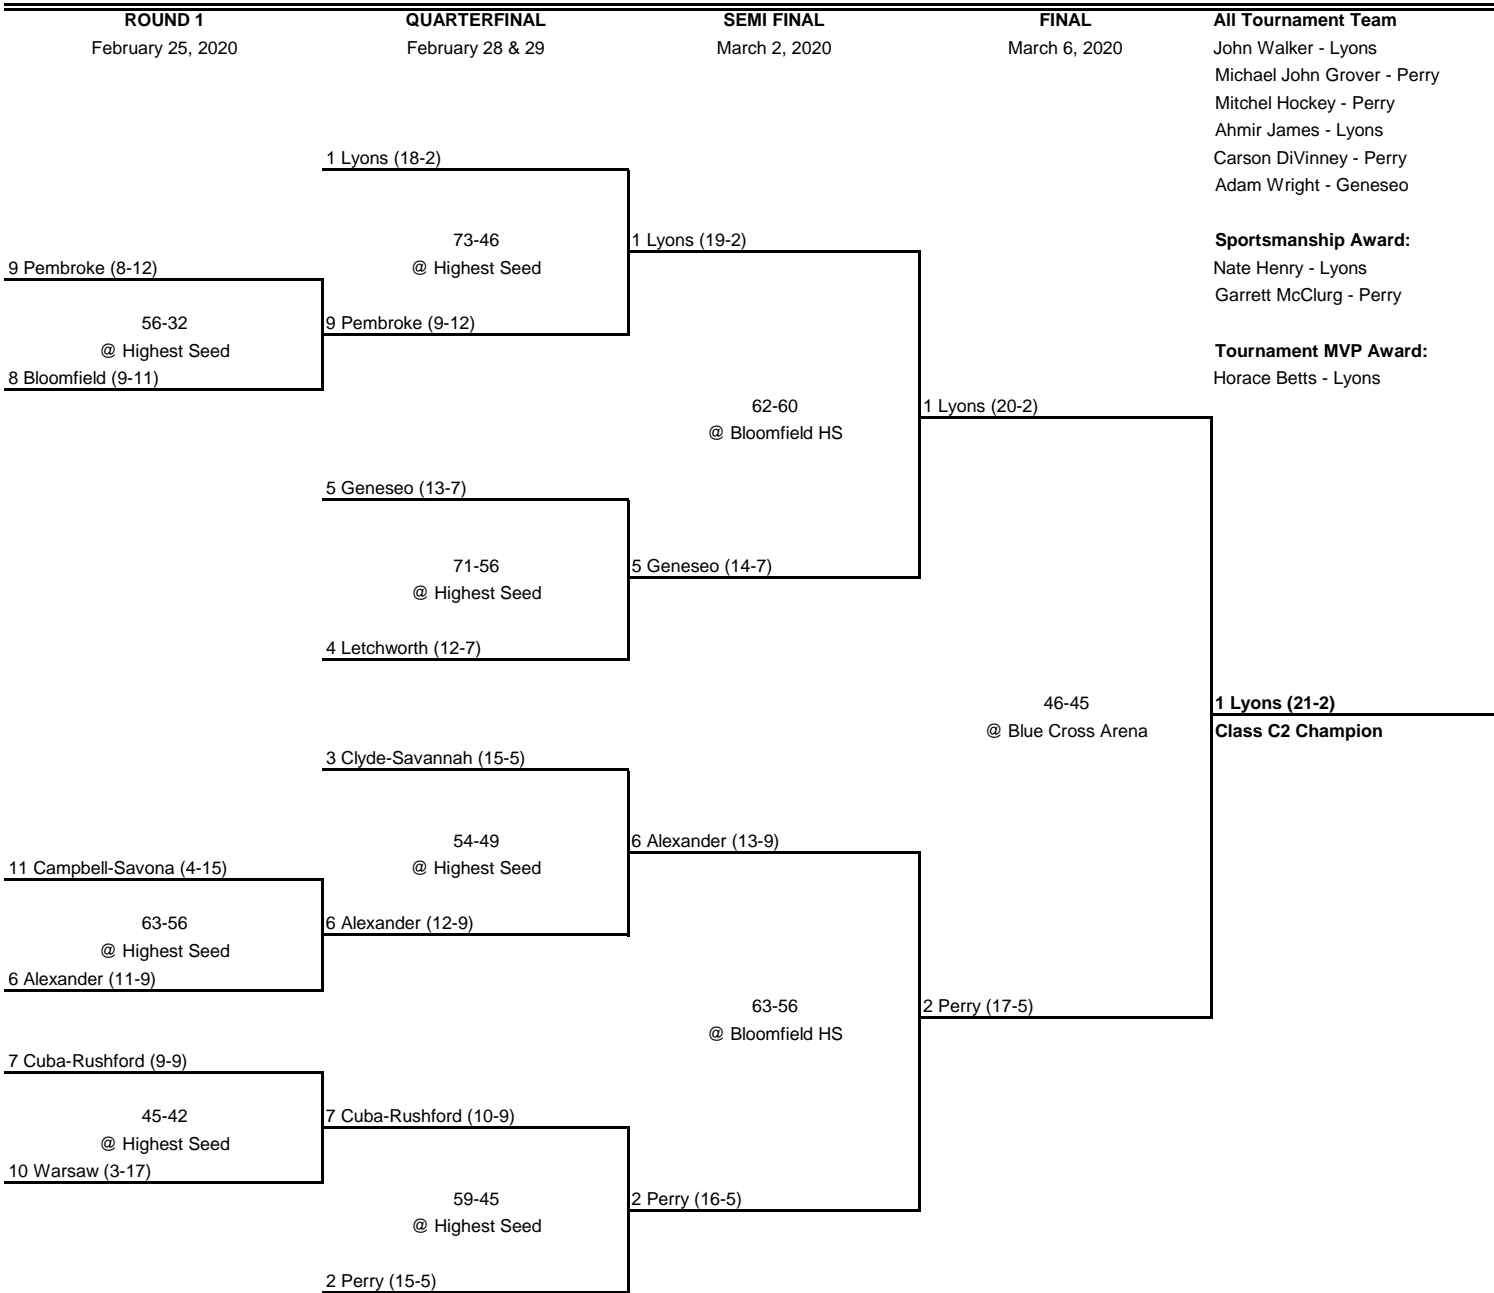 ROUND 1
February 25, 2020
QUARTERFINAL
February 28 & 29
SEMI FINAL
March 2, 2020
FINAL
March 6, 2020
All Tournament Team
John Walker - Lyons
Michael John Grover - Perry
Mitchel Hockey - Perry
Ahmir James - Lyons
Carson DiVinney - Perry
Adam Wright - Geneseo
Sportsmanship Award:
Nate Henry - Lyons
Garrett McClurg - Perry
Tournament MVP Award:
Horace Betts - Lyons
9 Pembroke (8-12)
56-32
@ Highest Seed
8 Bloomfield (9-11)
11 Campbell-Savona (4-15)
63-56
@ Highest Seed
6 Alexander (11-9)
7 Cuba-Rushford (9-9)
45-42
@ Highest Seed
10 Warsaw (3-17)
1 Lyons (18-2)
73-46
@ Highest Seed
9 Pembroke (9-12)
5 Geneseo (13-7)
71-56
@ Highest Seed
4 Letchworth (12-7)
3 Clyde-Savannah (15-5)
54-49
@ Highest Seed
6 Alexander (12-9)
7 Cuba-Rushford (10-9)
59-45
@ Highest Seed
2 Perry (15-5)
1 Lyons (19-2)
62-60
@ Bloomfield HS
5 Geneseo (14-7)
6 Alexander (13-9)
63-56
@ Bloomfield HS
2 Perry (16-5)
1 Lyons (20-2)
46-45
@ Blue Cross Arena
2 Perry (17-5)
1 Lyons (21-2)
Class C2 Champion